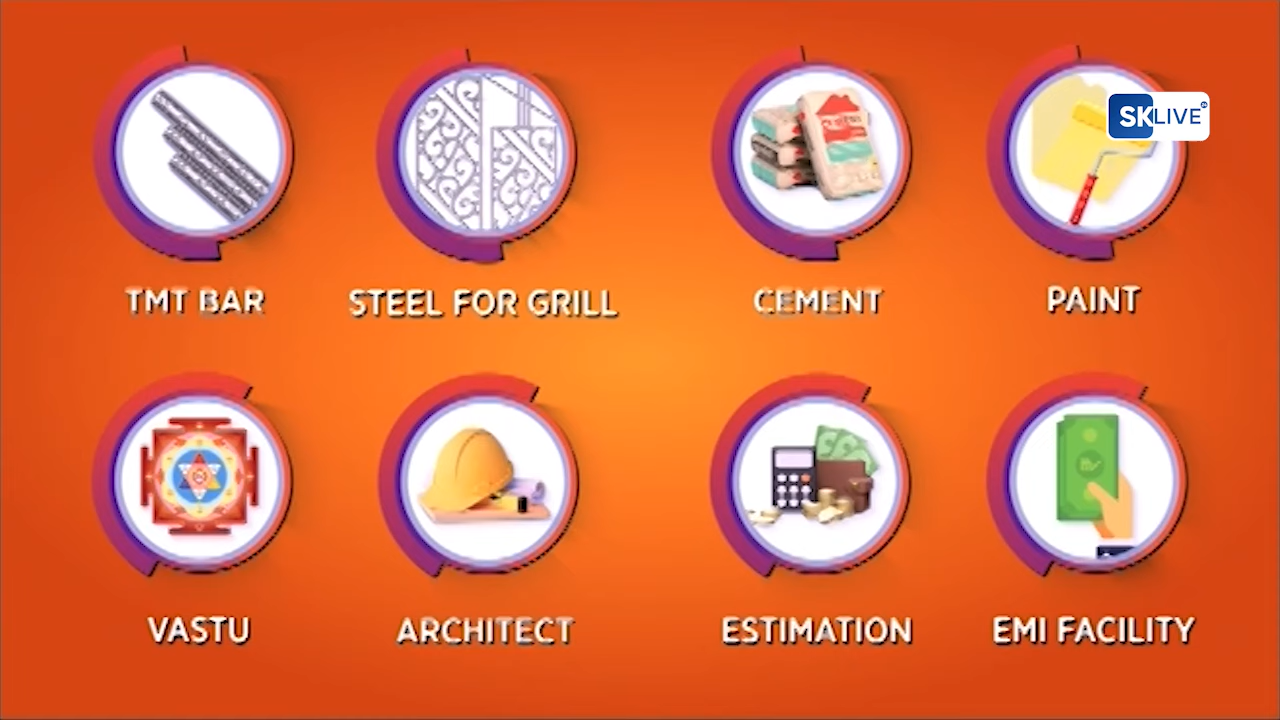 SKLIVE
TMT BAR
STEEL FOR GRILL
CEMENT
PAINT
VASTU
ARCHITECT
ESTIMATION
EMI FACILITY